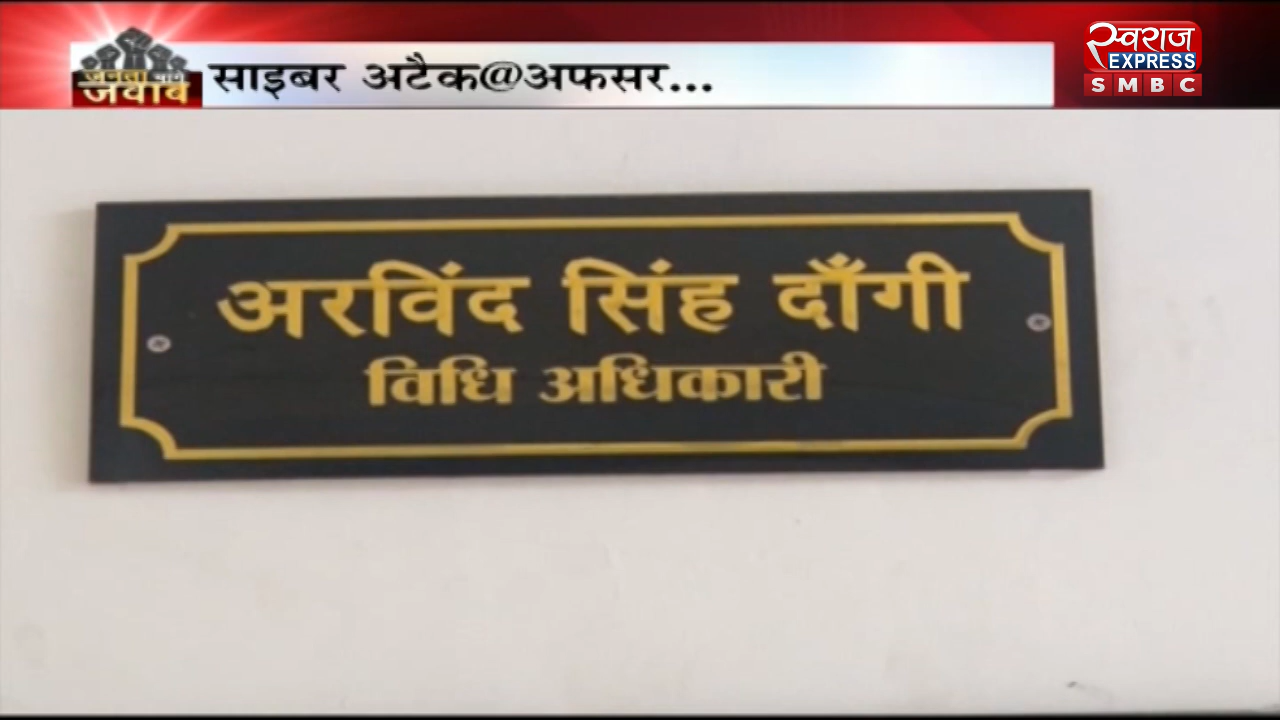 जनता मांगे
जवाब
साइबर अटैक@अफसर...
स्वराज
EXPRESS
SMBC
अरविंद सिंह दाँगी
विधि अधिकारी